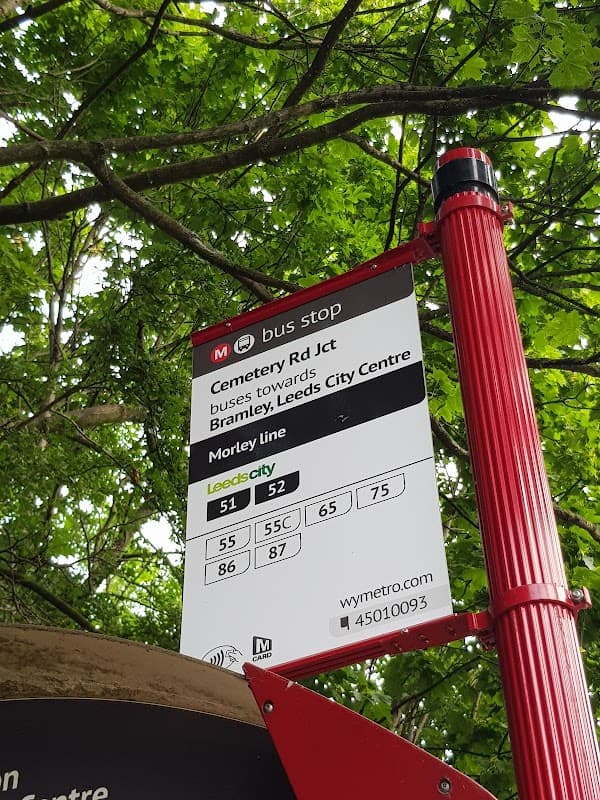 M bus stop
Cemetery Rd Jct
buses towards
Bramley, Leeds City Centre
Morley line
Leedscity
51 52
55 55C 65 75
86 87
wymetro.com
45010093
M
CARD